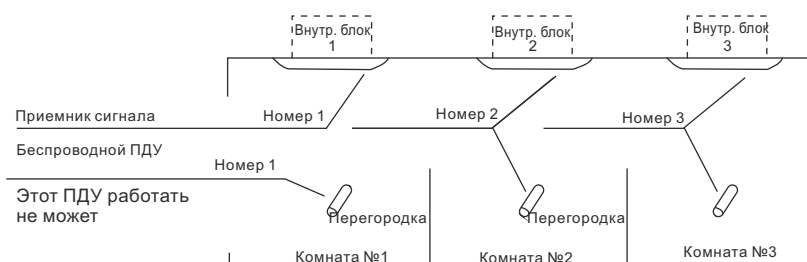 Внутр. блок
1
Внутр. блок
2
Внутр. блок
3
Приемник сигнала
Номер 1
Номер 2
Номер 3
Беспроводной ПДУ
Номер 1
Этот ПДУ работать
не может
Перегородка
Перегородка
Комната №1
Комната №2
Комната №3